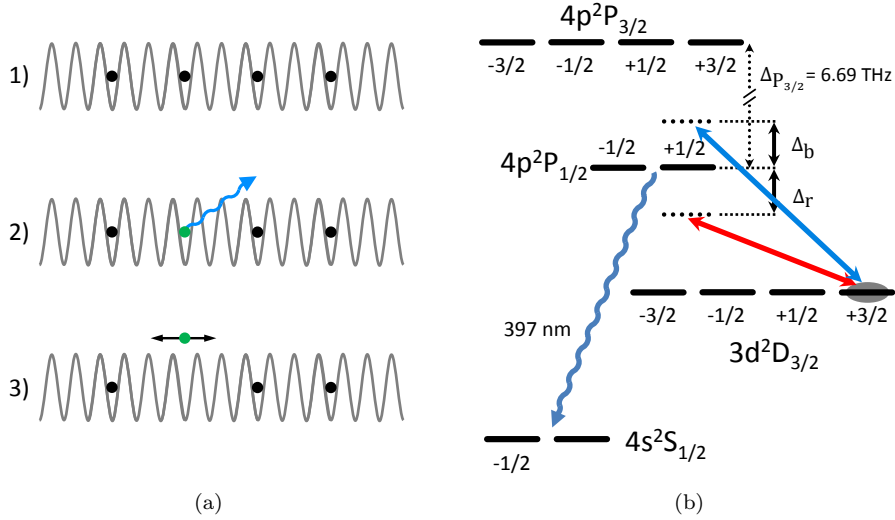 1)
2)
3)
(a)
4p²P₃/₂
-3/2 -1/2 +1/2 +3/2
Δ_P₃/₂ = 6.69 THz
Δb
4p²P₁/₂
-1/2 +1/2
Δr
397 nm
-3/2 -1/2 +1/2 +3/2
3d²D₃/₂
4s²S₁/₂
-1/2
(b)